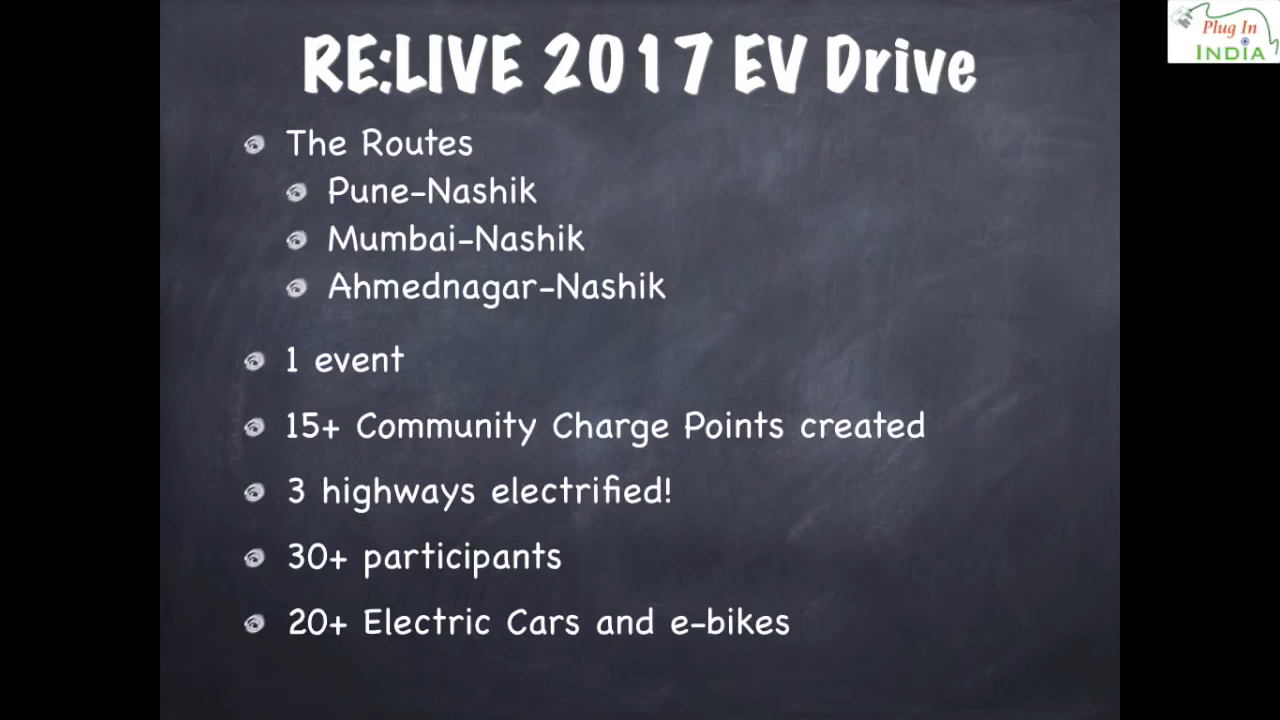 RE:LIVE 2017 EV Drive
Plug In
INDIA
The Routes
Pune-Nashik
Mumbai-Nashik
Ahmednagar-Nashik
1 event
15+ Community Charge Points created
3 highways electrified!
30+ participants
20+ Electric Cars and e-bikes